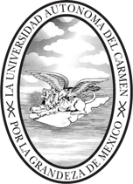 LA UNIVERSIDAD AUTONOMA DEL CARMEN
POR LA GRANDEZA DE MEXICO